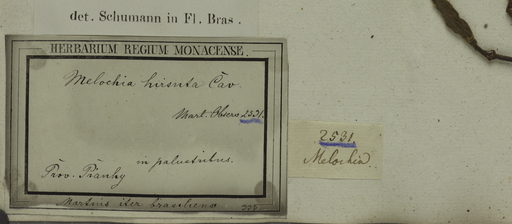 det. Schumann in Fl. Bras.
HERBARIUM REGIUM MONACENSE.
Melochia hirsuta Cav.
Mart. Observ. 2531.
in paludibus.
Prov. Piauhy
Martius iter brasiliense.
2531.
Melochia.